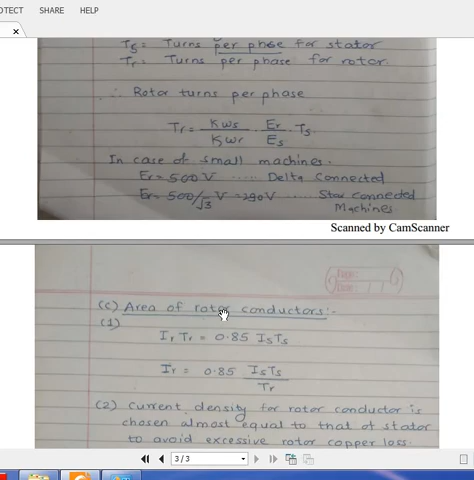 OTECT SHARE HELP
×
Ts = Turns per phase for stator
Tr = Turns per phase for rotor.
∴ Rotor turns per phase
Tr = Kws/Kwr · Er/Es · Ts
In case of small machines.
Er = 500 V ..... Delta Connected
Er = 500/√3 V = 290V .... Star connected
Machines.
Scanned by CamScanner
Date:
(c) Area of rotor conductors:-
(1)
Ir Tr = 0.85 IsTs
Ir = 0.85 IsTs/Tr
(2) Current density for rotor conductor is
chosen almost equal to that of stator
to avoid excessive rotor copper loss.
3 / 3